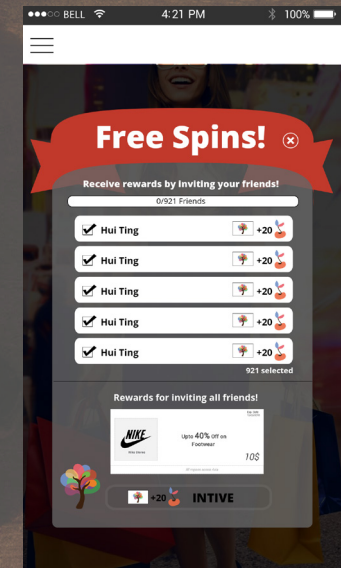 BELL 4:21 PM 100%
Free Spins!
Receive rewards by inviting your friends!
0/921 Friends
Hui Ting +20
Hui Ting +20
Hui Ting +20
Hui Ting +20
Hui Ting +20
921 selected
Rewards for inviting all friends!
NIKE
Upto 40% Off on
Footwear
10$
+20 INTIVE